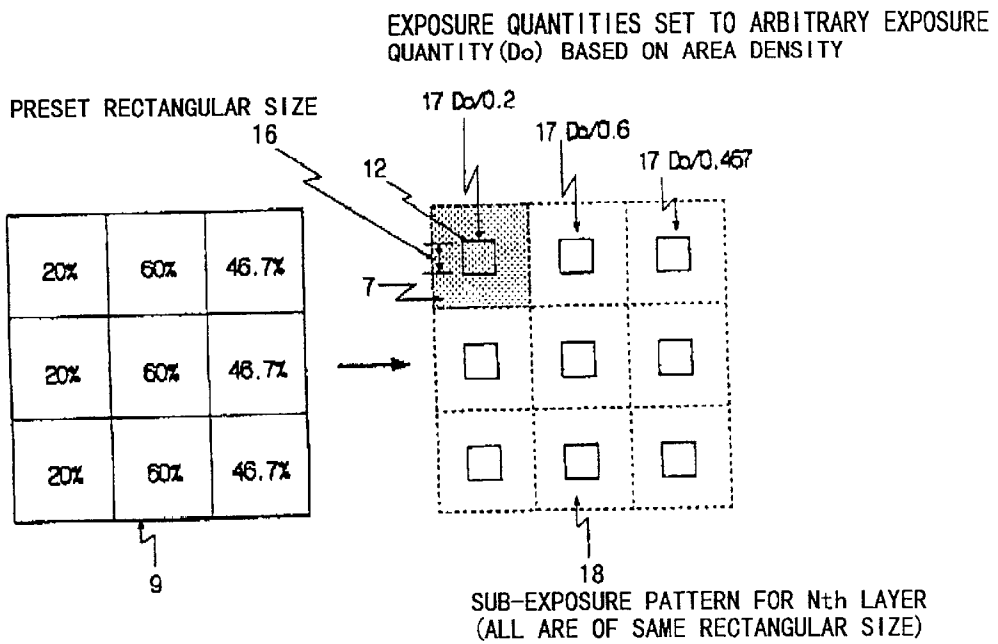 EXPOSURE QUANTITIES SET TO ARBITRARY EXPOSURE
QUANTITY(Do) BASED ON AREA DENSITY
PRESET RECTANGULAR SIZE
16
12
17 Do/0.2
17 Do/0.6
17 Do/0.467
7
20% 60% 46.7%
20% 60% 46.7%
20% 60% 46.7%
9
18
SUB-EXPOSURE PATTERN FOR Nth LAYER
(ALL ARE OF SAME RECTANGULAR SIZE)